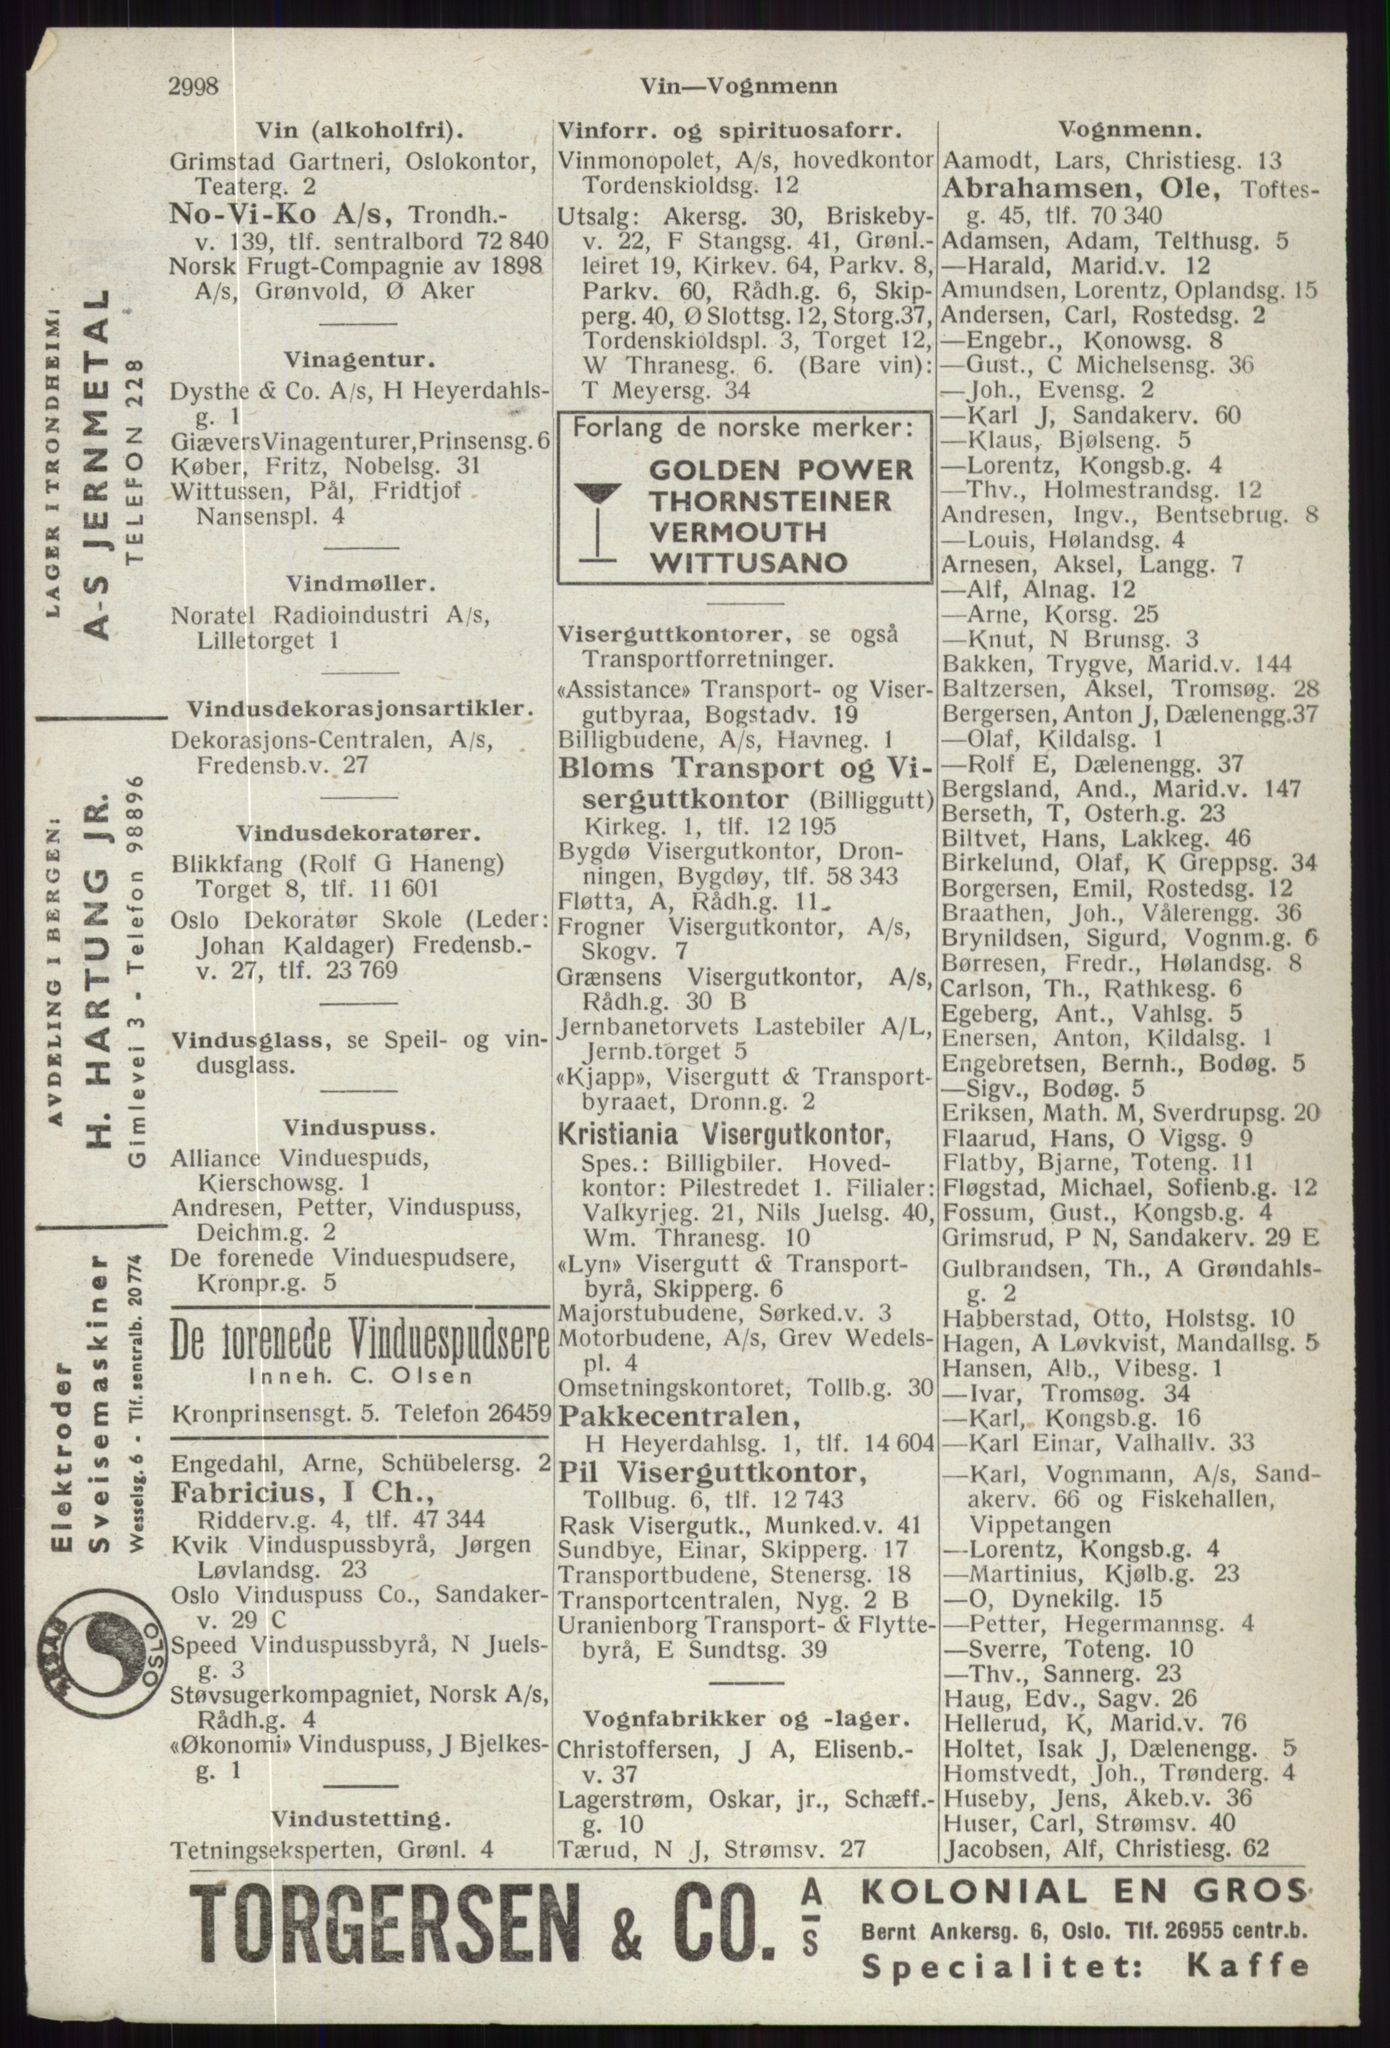 2998
Vin—Vognmenn
Vin (alkoholfri).
Grimstad Gartneri, Oslokontor,
Teaterg. 2
No-Vi-Ko A/s, Trondh.-
v. 139, tlf. sentralbord 72 840
Norsk Frugt-Compagnie av 1898
A/s, Grønvold, Ø Aker
Vinagentur.
Dysthe & Co. A/s, H Heyerdahls-
g. 1
Giævers Vinagenturer, Prinsensg. 6
Køber, Fritz, Nobelsg. 31
Wittussen, Pål, Fridtjof
Nansenspl. 4
Vindmøller.
Noratel Radioindustri A/s,
Lilletorget 1
Vindusdekorasjonsartikler.
Dekorasjons-Centralen, A/s,
Fredensb.v. 27
Vindusdekoratører.
Blikkfang (Rolf G Haneng)
Torget 8, tlf. 11 601
Oslo Dekoratør Skole (Leder:
Johan Kaldager) Fredensb.-
v. 27, tlf. 23 769
Vindusglass, se Speil- og vin-
dusglass.
Vinduspuss.
Alliance Vinduespuds,
Kierschowsg. 1
Andresen, Petter, Vinduspuss,
Deichm.g. 2
De forenede Vinduespudsere,
Kronpr.g. 5
De forenede Vinduespudsere
Inneh. C. Olsen
Kronprinsensgt. 5. Telefon 26459
Engedahl, Arne, Schübelersg. 2
Fabricius, I Ch.,
Ridderv.g. 4, tlf. 47 344
Kvik Vinduspussbyrå, Jørgen
Løvlandsg. 23
Oslo Vinduspuss Co., Sandaker-
v. 29 C
Speed Vinduspussbyrå, N Juels-
g. 3
Støvsugerkompagniet, Norsk A/s,
Rådh.g. 4
«Økonomi» Vinduspuss, J Bjelkes-
g. 1
Vindustetting.
Tetningseksperten, Grønl. 4
Vinforr. og spirituosaforr.
Vinmonopolet, A/s, hovedkontor
Tordenskioldsg. 12
Utsalg: Akersg. 30, Briskeby-
v. 22, F Stangsg. 41, Grønl.-
leiret 19, Kirkev. 64, Parkv. 8,
Parkv. 60, Rådh.g. 6, Skip-
perg. 40, Ø Slottsg. 12, Storg. 37,
Tordenskioldspl. 3, Torget 12,
W Thranesg. 6. (Bare vin):
T Meyersg. 34
Forlang de norske merker:
GOLDEN POWER
THORNSTEINER
VERMOUTH
WITTUSANO
Viserguttkontorer, se også
Transportforretninger.
«Assistance» Transport- og Viser-
gutbyraa, Bogstadv. 19
Billigbudene, A/s, Havneg. 1
Bloms Transport og Vi-
serguttkontor (Billiggutt)
Kirkeg. 1, tlf. 12 195
Bygdø Visergutkontor, Dron-
ningen, Bygdøy, tlf. 58 343
Fløtta, A, Rådh.g. 11
Frogner Visergutkontor, A/s,
Skogv. 7
Grænsens Visergutkontor, A/s,
Rådh.g. 30 B
Jernbanetorvets Lastebiler A/L,
Jernb.torget 5
«Kjapp», Visergutt & Transport-
byraaet, Dronn.g. 2
Kristiania Visergutkontor,
Spes.: Billigbiler. Hoved-
kontor: Pilestredet 1. Filialer:
Valkyrjeg. 21, Nils Juelsg. 40,
Wm. Thranesg. 10
«Lyn» Visergutt & Transport-
byrå, Skipperg. 6
Majorstubudene, Sørked.v. 3
Motorbudene, A/s, Grev Wedels-
pl. 4
Omsetningskontoret, Tollb.g. 30
Pakkecentralen,
H Heyerdahlsg. 1, tlf. 14 604
Pil Viserguttkontor,
Tollbug. 6, tlf. 12 743
Rask Visergutk., Munked.v. 41
Sundbye, Einar, Skipperg. 17
Transportbudene, Stenersg. 18
Transportcentralen, Nyg. 2 B
Uranienborg Transport- & Flytte-
byrå, E Sundtsg. 39
Vognfabrikker og -lager.
Christoffersen, J A, Elisenb.-
v. 37
Lagerstrøm, Oskar, jr., Schæff.-
g. 10
Tærud, N J, Strømsv. 27
Vognmenn.
Aamodt, Lars, Christiesg. 13
Abrahamsen, Ole, Toftes-
g. 45, tlf. 70 340
Adamsen, Adam, Telthusg. 5
—Harald, Marid.v. 12
Amundsen, Lorentz, Oplandsg. 15
Andersen, Carl, Rostedsg. 2
—Engebr., Konowsg. 8
—Gust., C Michelsensg. 36
—Joh., Evensg. 2
—Karl J, Sandakerv. 60
—Klaus, Bjølseng. 5
—Lorentz, Kongsb.g. 4
—Thv., Holmestrandsg. 12
Andresen, Ingv., Bentsebrug. 8
—Louis, Hølandsg. 4
Arnesen, Aksel, Langg. 7
—Alf, Alnag. 12
—Arne, Korsg. 25
—Knut, N Brunsg. 3
Bakken, Trygve, Marid.v. 144
Baltzersen, Aksel, Tromsøg. 28
Bergersen, Anton J, Dælenengg. 37
—Olaf, Kildalsg. 1
—Rolf E, Dælenengg. 37
Bergsland, And., Marid.v. 147
Berseth, T, Osterh.g. 23
Biltvet, Hans, Lakkeg. 46
Birkelund, Olaf, K Greppsg. 34
Borgersen, Emil, Rostedsg. 12
Braathen, Joh., Vålerengg. 36
Brynildsen, Sigurd, Vognm.g. 6
Børresen, Fredr., Hølandsg. 8
Carlson, Th., Rathkesg. 6
Egeberg, Ant., Vahlsg. 5
Enersen, Anton, Kildalsg. 1
Engebretsen, Bernh., Bodøg. 5
—Sigv., Bodøg. 5
Eriksen, Math. M, Sverdrupsg. 20
Flaarud, Hans, O Vigsg. 9
Flatby, Bjarne, Toteng. 11
Fløgstad, Michael, Sofienb.g. 12
Fossum, Gust., Kongsb.g. 4
Grimsrud, P N, Sandakerv. 29 E
Gulbrandsen, Th., A Grøndahls-
g. 2
Habberstad, Otto, Holstsg. 10
Hagen, A Løvkvist, Mandallsg. 5
Hansen, Alb., Vibesg. 1
—Ivar, Tromsøg. 34
—Karl, Kongsb.g. 16
—Karl Einar, Valhallv. 33
—Karl, Vognmann, A/s, Sand-
akerv. 66 og Fiskehallen,
Vippetangen
—Lorentz, Kongsb.g. 4
—Martinius, Kjølb.g. 23
—O, Dynekilg. 15
—Petter, Hegermannsg. 4
—Sverre, Toteng. 10
—Thv., Sannerg. 23
Haug, Edv., Sagv. 26
Hellerud, K, Marid.v. 76
Holtet, Isak J, Dælenengg. 5
Homstvedt, Joh., Trønderg. 4
Huseby, Jens, Åkeb.v. 36
Huser, Carl, Strømsv. 40
Jacobsen, Alf, Christiesg. 62
LAGER I TRONDHEIM:
A-S JERNMETAL
TELEFON 228
AVDELING I BERGEN:
H. HARTUNG JR.
Gimlevei 3 - Telefon 98896
Elektroder
Sveisemaskiner
Wesselsg. 6 - Tlf. sentralb. 20774
OSLO
TORGERSEN & CO. A/S
KOLONIAL EN GROS
Bernt Ankersg. 6, Oslo. Tlf. 26955 centr.b.
Specialitet: Kaffe